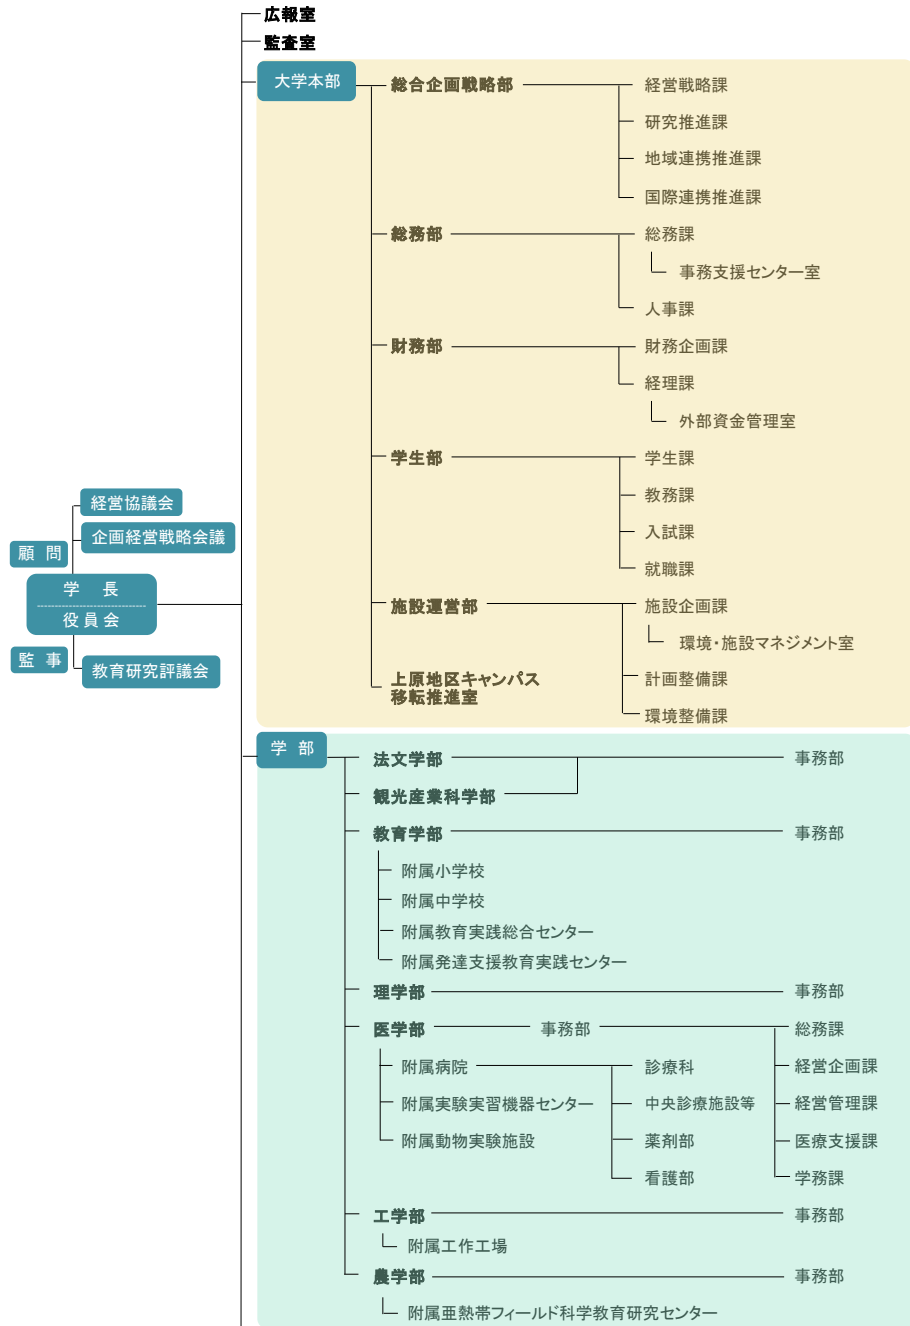 広報室
監査室
大学本部
総合企画戦略部
経営戦略課
研究推進課
地域連携推進課
国際連携推進課
総務部
総務課
事務支援センター室
人事課
財務部
財務企画課
経理課
外部資金管理室
学生部
学生課
教務課
入試課
就職課
施設運営部
施設企画課
環境・施設マネジメント室
計画整備課
環境整備課
上原地区キャンパス
移転推進室
経営協議会
企画経営戦略会議
顧 問
学 長
役員会
監 事
教育研究評議会
学 部
法文学部
事務部
観光産業科学部
教育学部
事務部
附属小学校
附属中学校
附属教育実践総合センター
附属発達支援教育実践センター
理学部
事務部
医学部
事務部
総務課
経営企画課
経営管理課
医療支援課
学務課
附属病院
診療科
中央診療施設等
薬剤部
看護部
附属実験実習機器センター
附属動物実験施設
工学部
事務部
附属工作工場
農学部
事務部
附属亜熱帯フィールド科学教育研究センター